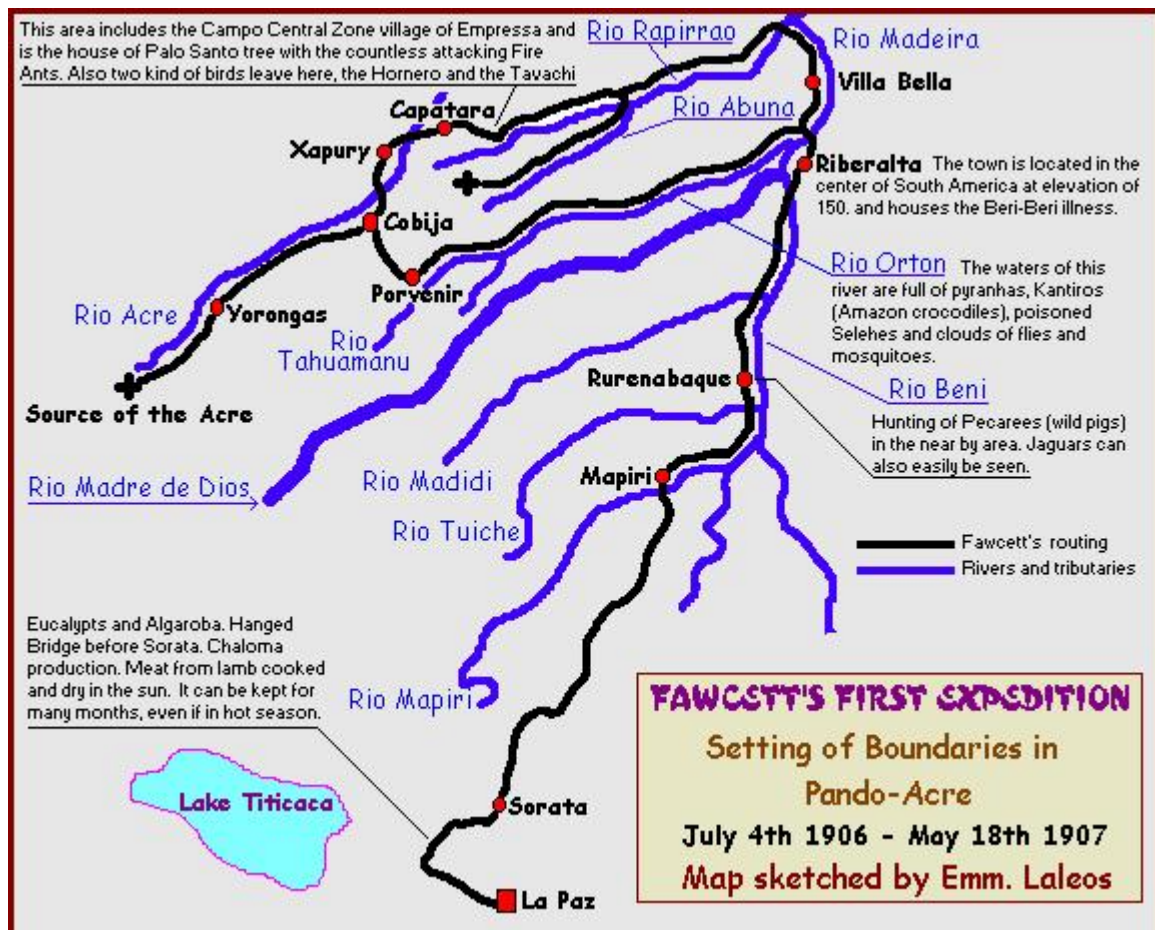 This area includes the Campo Central Zone village of Empressa and
is the house of Palo Santo tree with the countless attacking Fire
Ants. Also two kind of birds leave here, the Hornero and the Tavachi
Rio Rapirrao
Rio Madeira
Villa Bella
Capatara
Rio Abuna
Xapury
Riberalta The town is located in the
center of South America at elevation of
150. and houses the Beri-Beri illness.
Cobija
Porvenir
Rio Orton The waters of this
river are full of pyranhas, Kantiros
(Amazon crocodiles), poisoned
Selehes and clouds of flies and
mosquitoes.
Rio Acre
Yorongas
Rio
Tahuamanu
Source of the Acre
Rurenabaque
Rio Beni
Hunting of Pecarees (wild pigs)
in the near by area. Jaguars can
also easily be seen.
Rio Madre de Dios
Rio Madidi
Mapiri
Rio Tuiche
Fawcett's routing
Rivers and tributaries
Eucalypts and Algaroba. Hanged
Bridge before Sorata. Chaloma
production. Meat from lamb cooked
and dry in the sun. It can be kept for
many months, even if in hot season.
Rio Mapiri
Lake Titicaca
Sorata
La Paz
FAWCETT'S FIRST EXPEDITION
Setting of Boundaries in
Pando-Acre
July 4th 1906 - May 18th 1907
Map sketched by Emm. Laleos